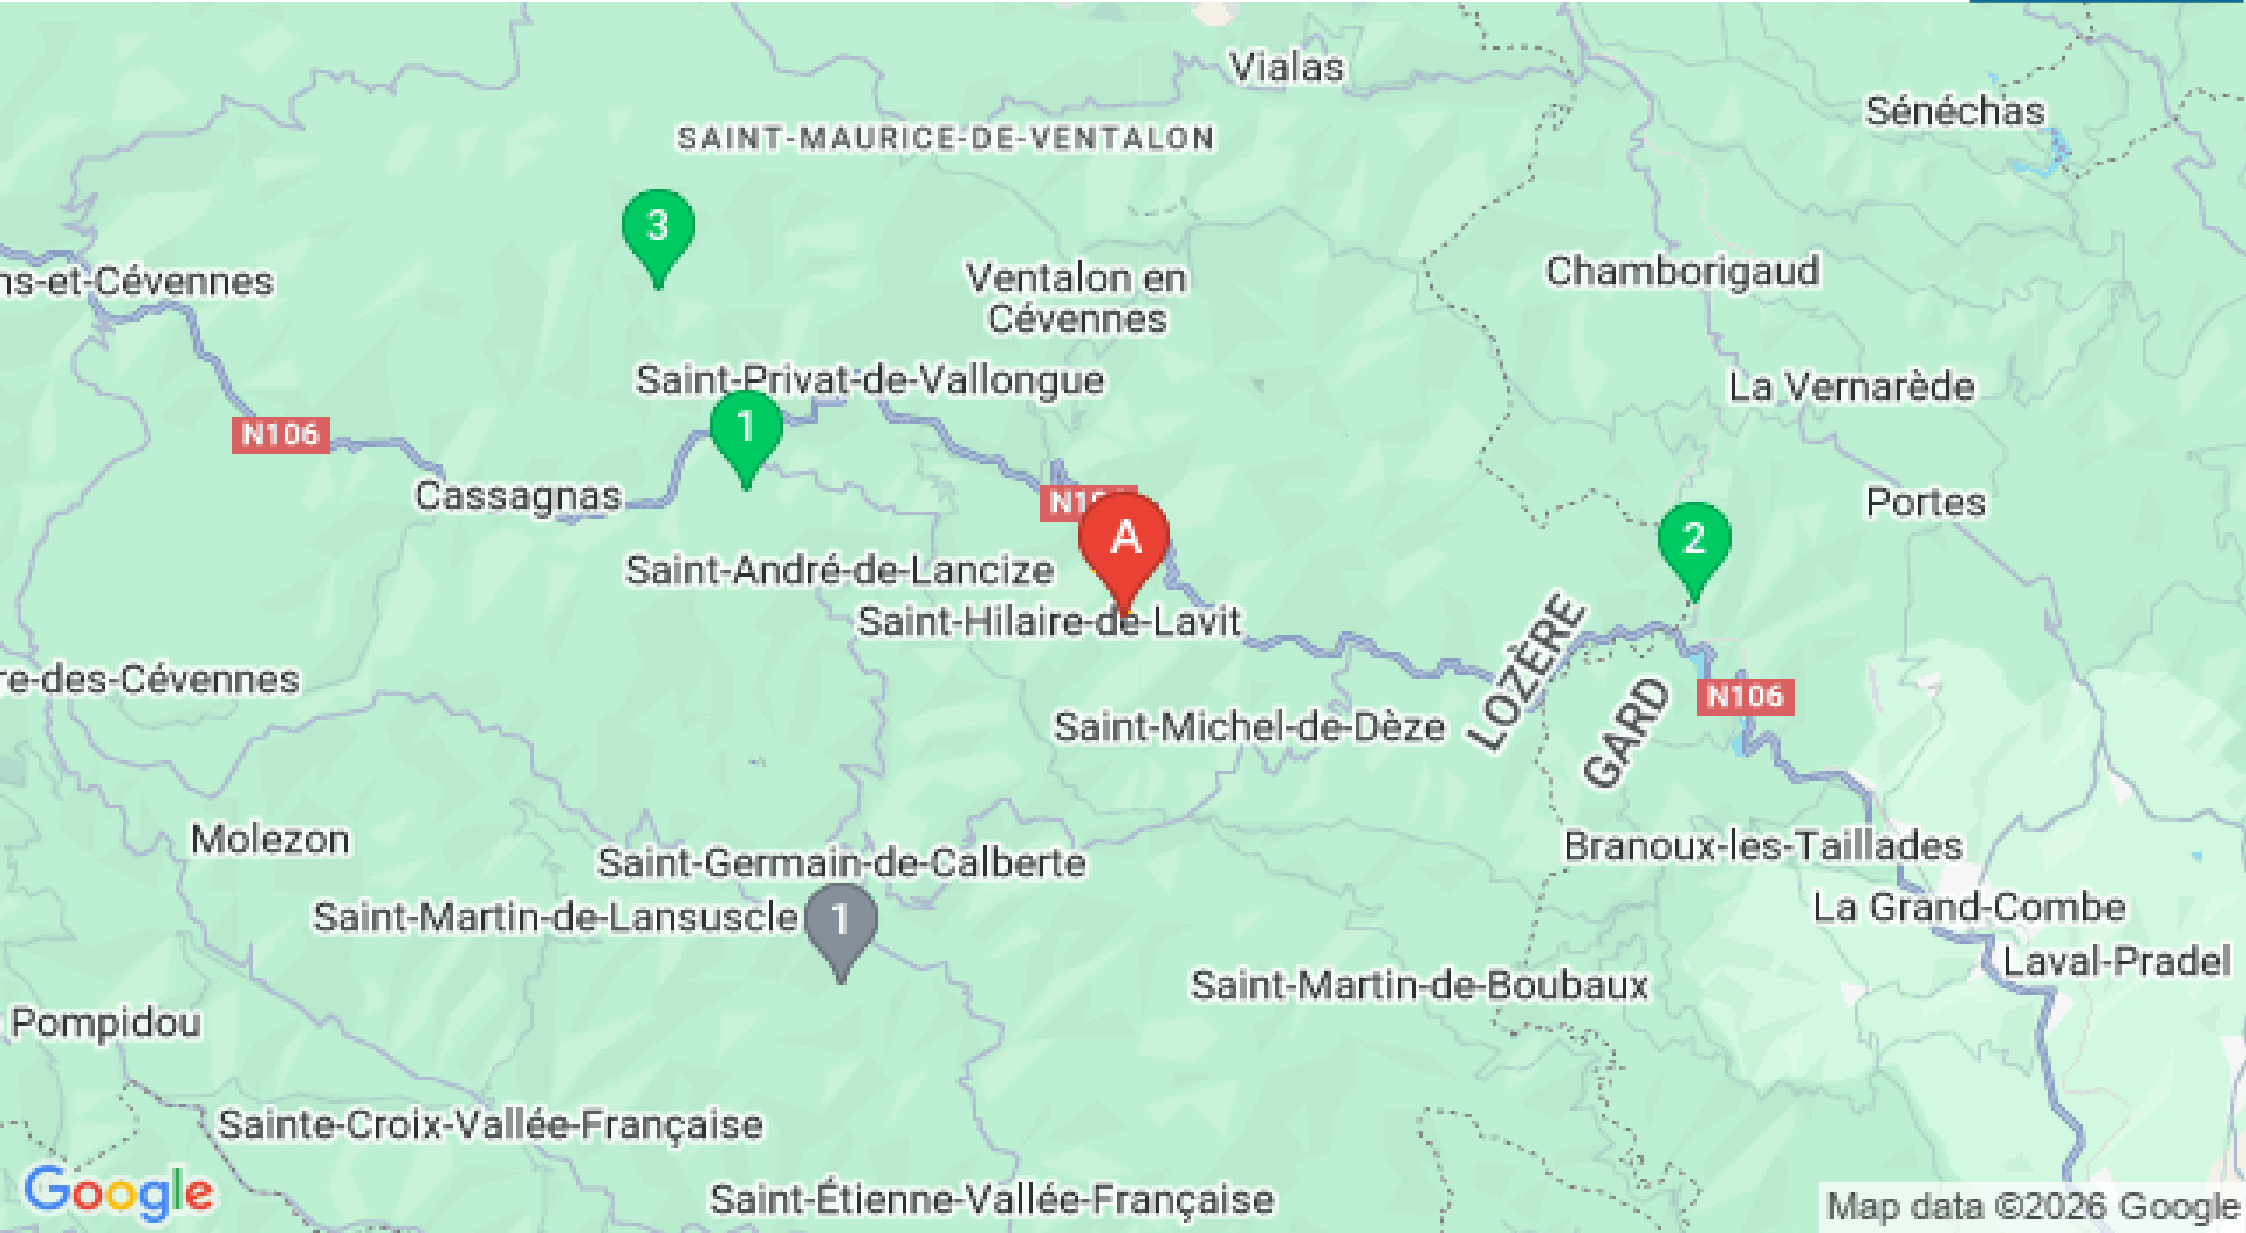 Vialas
Sénéchas
SAINT-MAURICE-DE-VENTALON
3
Ventalon en
Cévennes
Chamborigaud
ns-et-Cévennes
Saint-Privat-de-Vallongue
La Vernarède
1
N106
Cassagnas
Portes
A
2
Saint-André-de-Lancize
Saint-Hilaire-de-Lavit
LOZÈRE
re-des-Cévennes
GARD
N106
Saint-Michel-de-Dèze
Molezon
Branoux-les-Taillades
Saint-Germain-de-Calberte
Saint-Martin-de-Lansuscle
1
La Grand-Combe
Laval-Pradel
Saint-Martin-de-Boubaux
Pompidou
Sainte-Croix-Vallée-Française
Google
Saint-Étienne-Vallée-Française
Map data ©2026 Google